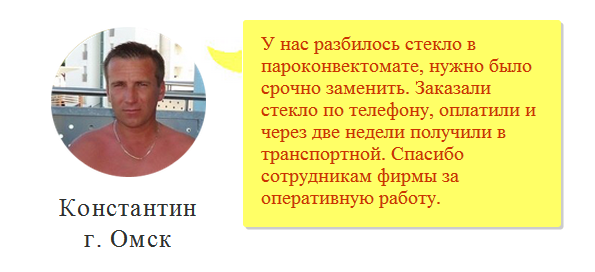 У нас разбилось стекло в
пароконвектомате, нужно было
срочно заменить. Заказали
стекло по телефону, оплатили и
через две недели получили в
транспортной. Спасибо
сотрудникам фирмы за
оперативную работу.
Константин
г. Омск